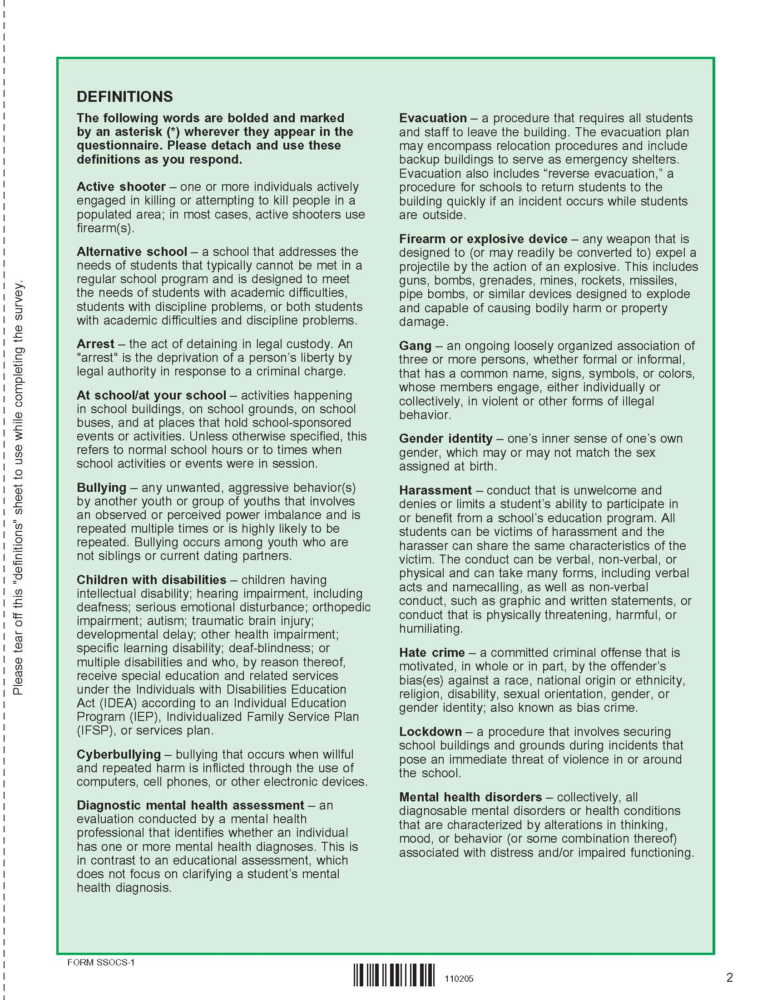 Please tear off this "definitions" sheet to use while completing the survey.
DEFINITIONS
The following words are bolded and marked
by an asterisk (*) wherever they appear in the
questionnaire. Please detach and use these
definitions as you respond.
Active shooter – one or more individuals actively
engaged in killing or attempting to kill people in a
populated area; in most cases, active shooters use
firearm(s).
Alternative school – a school that addresses the
needs of students that typically cannot be met in a
regular school program and is designed to meet
the needs of students with academic difficulties,
students with discipline problems, or both students
with academic difficulties and discipline problems.
Arrest – the act of detaining in legal custody. An
"arrest" is the deprivation of a person’s liberty by
legal authority in response to a criminal charge.
At school/at your school – activities happening
in school buildings, on school grounds, on school
buses, and at places that hold school-sponsored
events or activities. Unless otherwise specified, this
refers to normal school hours or to times when
school activities or events were in session.
Bullying – any unwanted, aggressive behavior(s)
by another youth or group of youths that involves
an observed or perceived power imbalance and is
repeated multiple times or is highly likely to be
repeated. Bullying occurs among youth who are
not siblings or current dating partners.
Children with disabilities – children having
intellectual disability; hearing impairment, including
deafness; serious emotional disturbance; orthopedic
impairment; autism; traumatic brain injury;
developmental delay; other health impairment;
specific learning disability; deaf-blindness; or
multiple disabilities and who, by reason thereof,
receive special education and related services
under the Individuals with Disabilities Education
Act (IDEA) according to an Individual Education
Program (IEP), Individualized Family Service Plan
(IFSP), or services plan.
Cyberbullying – bullying that occurs when willful
and repeated harm is inflicted through the use of
computers, cell phones, or other electronic devices.
Diagnostic mental health assessment – an
evaluation conducted by a mental health
professional that identifies whether an individual
has one or more mental health diagnoses. This is
in contrast to an educational assessment, which
does not focus on clarifying a student’s mental
health diagnosis.
Evacuation – a procedure that requires all students
and staff to leave the building. The evacuation plan
may encompass relocation procedures and include
backup buildings to serve as emergency shelters.
Evacuation also includes “reverse evacuation,” a
procedure for schools to return students to the
building quickly if an incident occurs while students
are outside.
Firearm or explosive device – any weapon that is
designed to (or may readily be converted to) expel a
projectile by the action of an explosive. This includes
guns, bombs, grenades, mines, rockets, missiles,
pipe bombs, or similar devices designed to explode
and capable of causing bodily harm or property
damage.
Gang – an ongoing loosely organized association of
three or more persons, whether formal or informal,
that has a common name, signs, symbols, or colors,
whose members engage, either individually or
collectively, in violent or other forms of illegal
behavior.
Gender identity – one’s inner sense of one’s own
gender, which may or may not match the sex
assigned at birth.
Harassment – conduct that is unwelcome and
denies or limits a student’s ability to participate in
or benefit from a school’s education program. All
students can be victims of harassment and the
harasser can share the same characteristics of the
victim. The conduct can be verbal, non-verbal, or
physical and can take many forms, including verbal
acts and namecalling, as well as non-verbal
conduct, such as graphic and written statements, or
conduct that is physically threatening, harmful, or
humiliating.
Hate crime – a committed criminal offense that is
motivated, in whole or in part, by the offender’s
bias(es) against a race, national origin or ethnicity,
religion, disability, sexual orientation, gender, or
gender identity; also known as bias crime.
Lockdown – a procedure that involves securing
school buildings and grounds during incidents that
pose an immediate threat of violence in or around
the school.
Mental health disorders – collectively, all
diagnosable mental disorders or health conditions
that are characterized by alterations in thinking,
mood, or behavior (or some combination thereof)
associated with distress and/or impaired functioning.
FORM SSOCS-1
110205
2